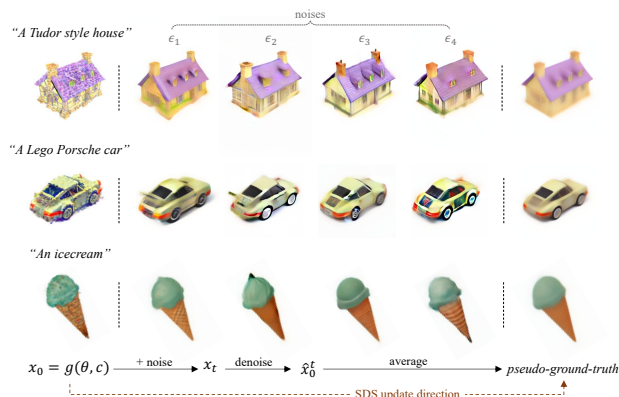 noises
“A Tudor style house”
ϵ1 ϵ2 ϵ3 ϵ4
“A Lego Porsche car”
“An icecream”
x0 = g(θ, c) + noise xt denoise x̂0^t average pseudo-ground-truth
SDS update direction